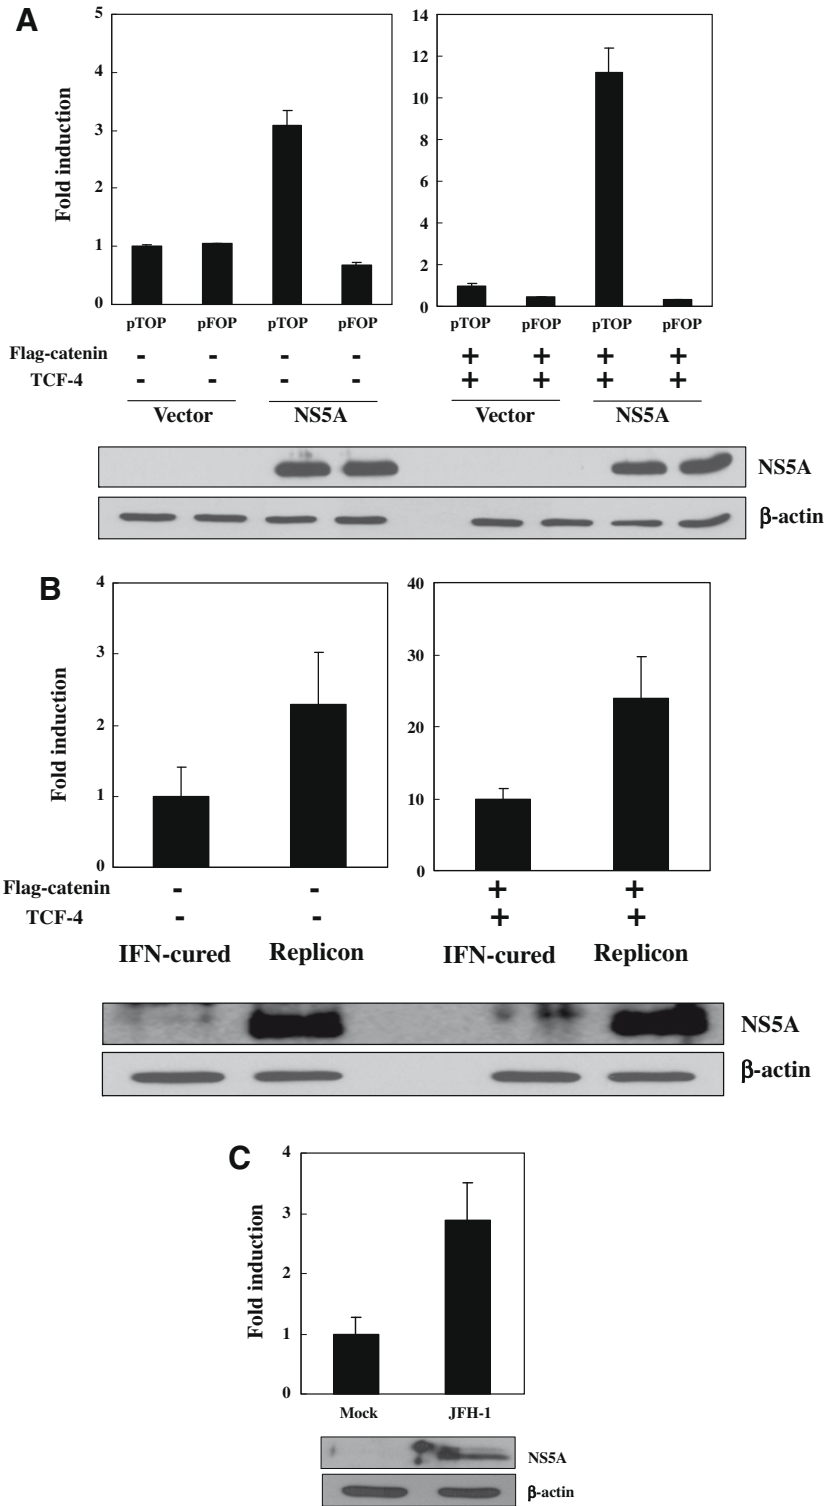 A
5
4
3
2
1
0
Fold induction
14
12
10
8
6
4
2
0
pTOP pFOP pTOP pFOP pTOP pFOP pTOP pFOP
Flag-catenin - - - - + + + +
TCF-4 - - - - + + + +
Vector NS5A Vector NS5A
NS5A
β-actin
B
4
3
2
1
0
Fold induction
40
30
20
10
0
Flag-catenin - - + +
TCF-4 - - + +
IFN-cured Replicon IFN-cured Replicon
NS5A
β-actin
C
4
3
2
1
0
Fold induction
Mock JFH-1
NS5A
β-actin